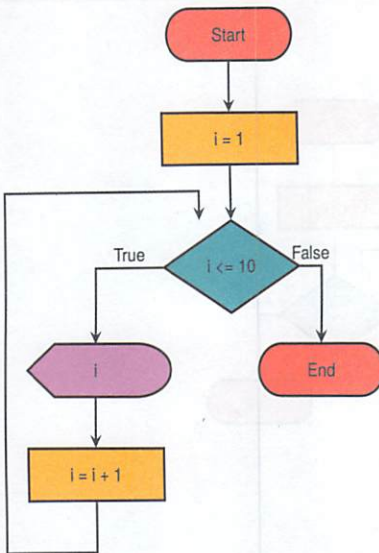 Start
i = 1
i <= 10
True
False
i
End
i = i + 1